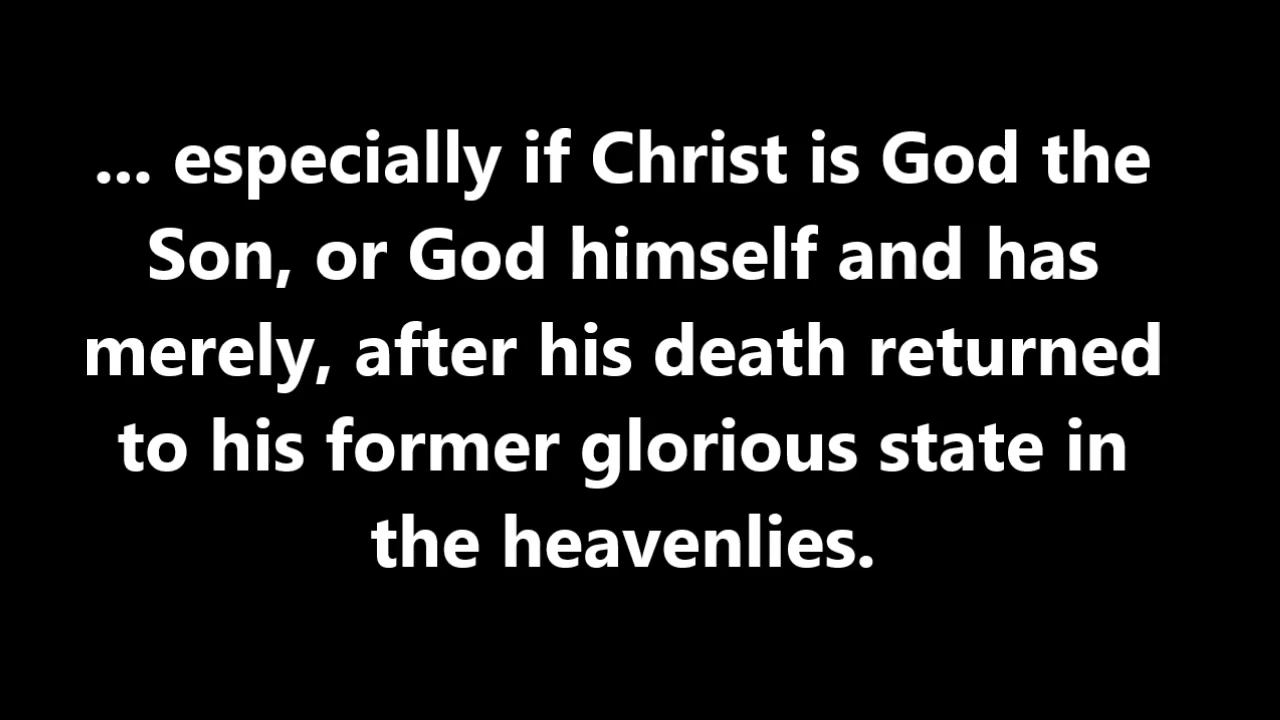 ... especially if Christ is God the
Son, or God himself and has
merely, after his death returned
to his former glorious state in
the heavenlies.